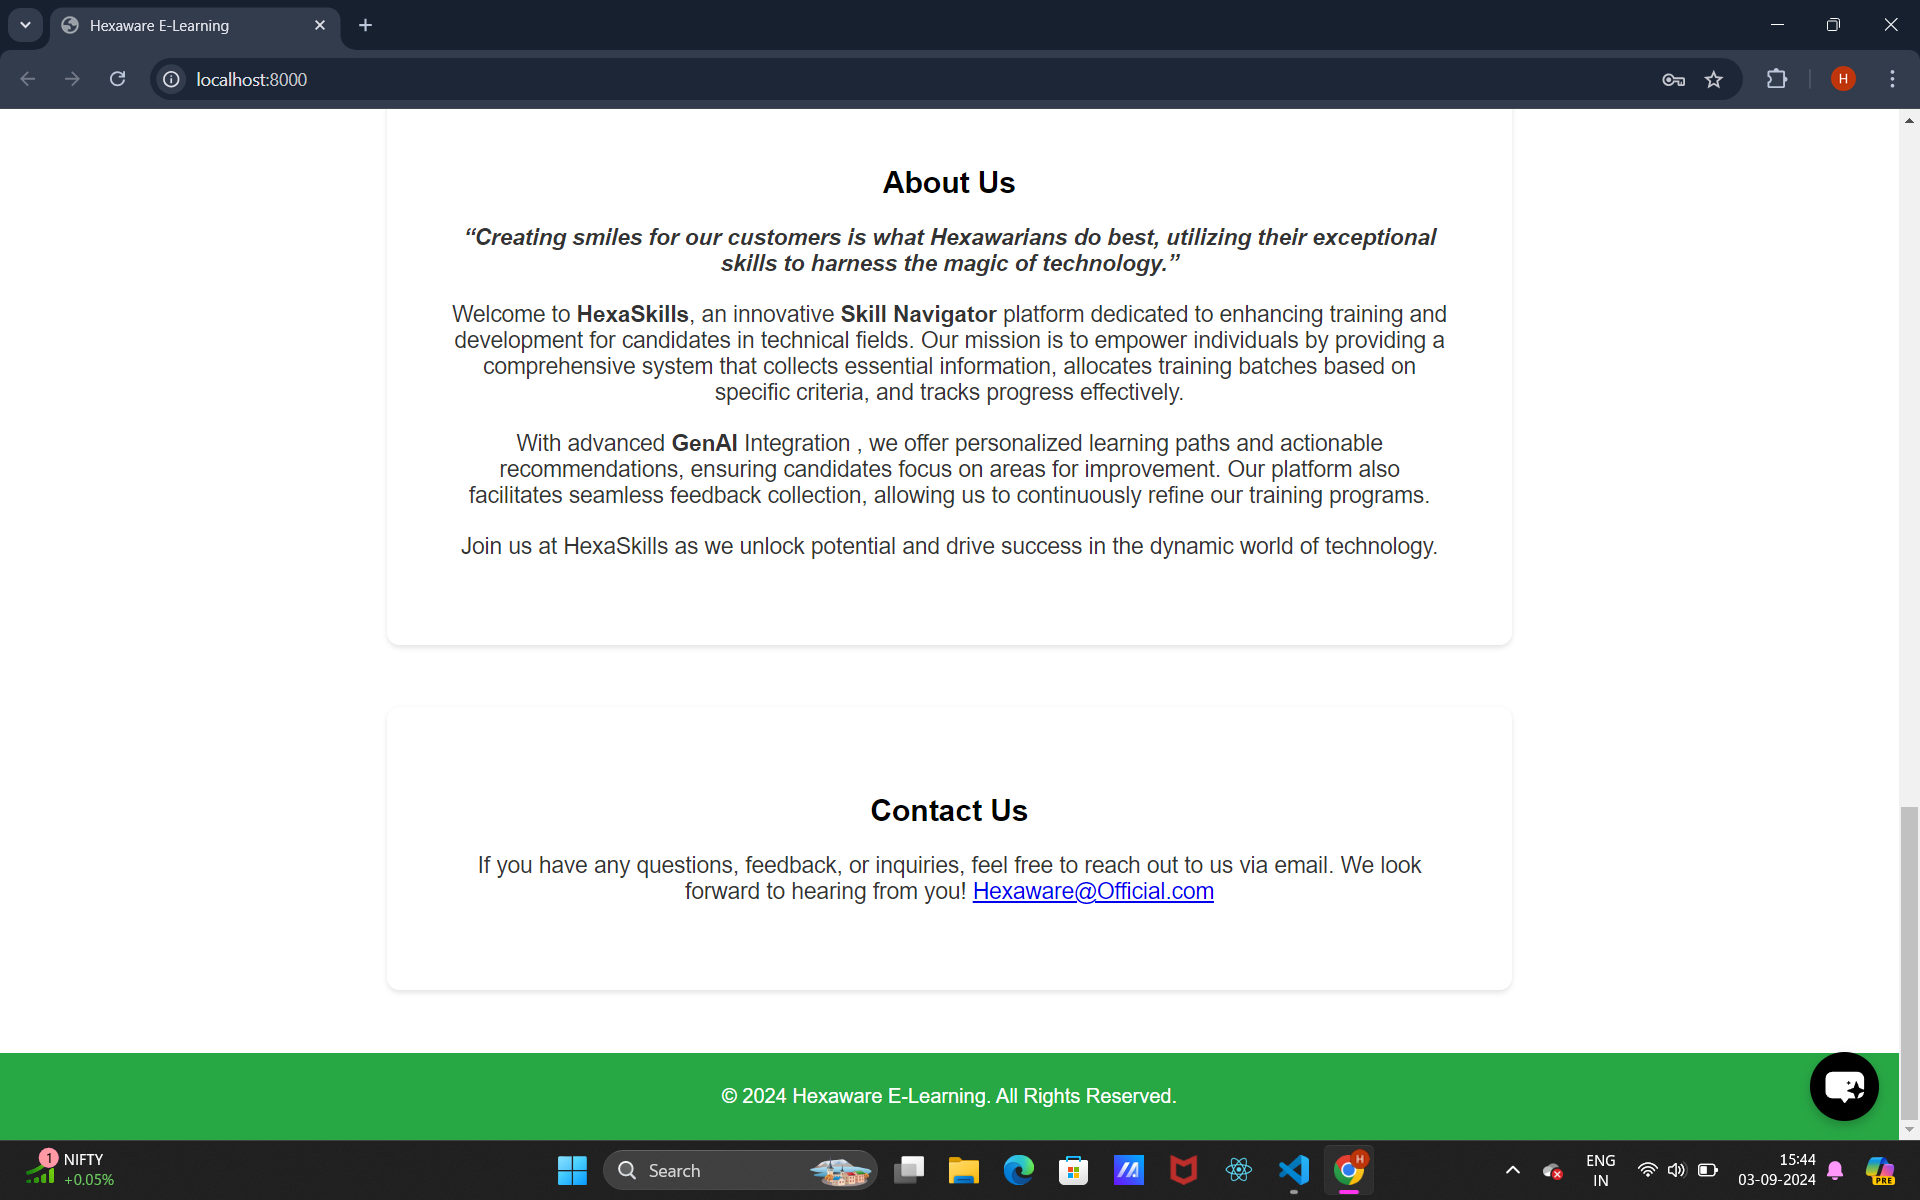 Hexaware E-Learning
localhost:8000
H
About Us
“Creating smiles for our customers is what Hexawarians do best, utilizing their exceptional
skills to harness the magic of technology.”
Welcome to HexaSkills, an innovative Skill Navigator platform dedicated to enhancing training and
development for candidates in technical fields. Our mission is to empower individuals by providing a
comprehensive system that collects essential information, allocates training batches based on
specific criteria, and tracks progress effectively.
With advanced GenAI Integration , we offer personalized learning paths and actionable
recommendations, ensuring candidates focus on areas for improvement. Our platform also
facilitates seamless feedback collection, allowing us to continuously refine our training programs.
Join us at HexaSkills as we unlock potential and drive success in the dynamic world of technology.
Contact Us
If you have any questions, feedback, or inquiries, feel free to reach out to us via email. We look
forward to hearing from you! Hexaware@Official.com
© 2024 Hexaware E-Learning. All Rights Reserved.
1
NIFTY
+0.05%
Search
H
ENG
IN
15:44
03-09-2024
PRE